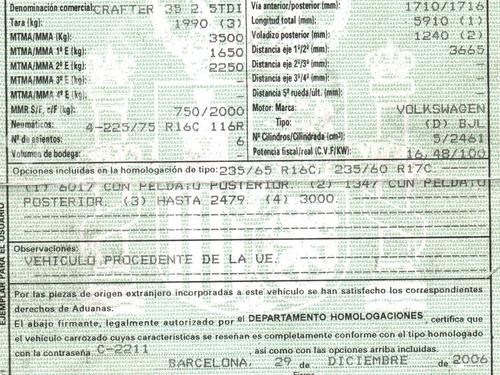 Denominación comercial: CRAFTER 35 2.5TDI
Tara (kg): 1990 (3)
MTMA/MMA (kg): 3500
MTMA/MMA 1º E (kg): 1650
MTMA/MMA 2º E (kg): 2250
MTMA/MMA 3º E (kg): -
MTMA/MMA 4º E (kg): -
MMR S/F, c/F (kg): 750/2000
Neumáticos: 4-225/75 R16C 116R
Nº de asientos: 6
Volumen de bodega: -
Vía anterior/posterior (mm): 1710/1716
Longitud total (mm): 5910 (1)
Voladizo posterior (mm): 1240 (2)
Distancia eje 1º/2º (mm): 3665
Distancia eje 2º/3º (mm): -
Distancia eje 3º/4º (mm): -
Distancia 5ª rueda/últ. (mm): -
Motor: Marca: VOLKSWAGEN
Tipo: (D) BJL
Nº Cilindros/Cilindrada (cm³): 5/2461
Potencia fiscal/real (C.V.F/KW): 16,48/100
Opciones incluidas en la homologación de tipo: 235/65 R16C; 235/60 R17C.
(1) 6017 CON PELDAÑO POSTERIOR. (2) 1347 CON PELDAÑO
POSTERIOR. (3) HASTA 2479. (4) 3000.
Observaciones:
VEHICULO PROCEDENTE DE LA UE.
EJEMPLAR PARA EL USUARIO
Por las piezas de origen extranjero incorporadas a este vehículo se han satisfecho los correspondientes
derechos de Aduanas.
El abajo firmante, legalmente autorizado por el DEPARTAMENTO HOMOLOGACIONES, certifica que
el vehículo carrozado cuyas características se reseñan es completamente conforme con el tipo homologado
con la contraseña C-2211 así como con las opciones arriba incluidas.
BARCELONA, 29 de DICIEMBRE de 2006